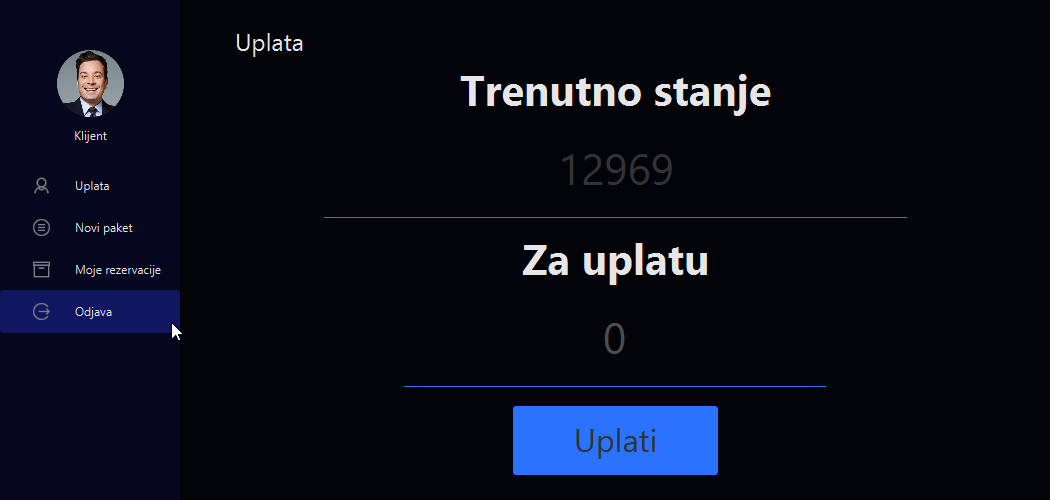 Klijent
Uplata
Novi paket
Moje rezervacije
Odjava
Uplata
Trenutno stanje
12969
Za uplatu
0
Uplati